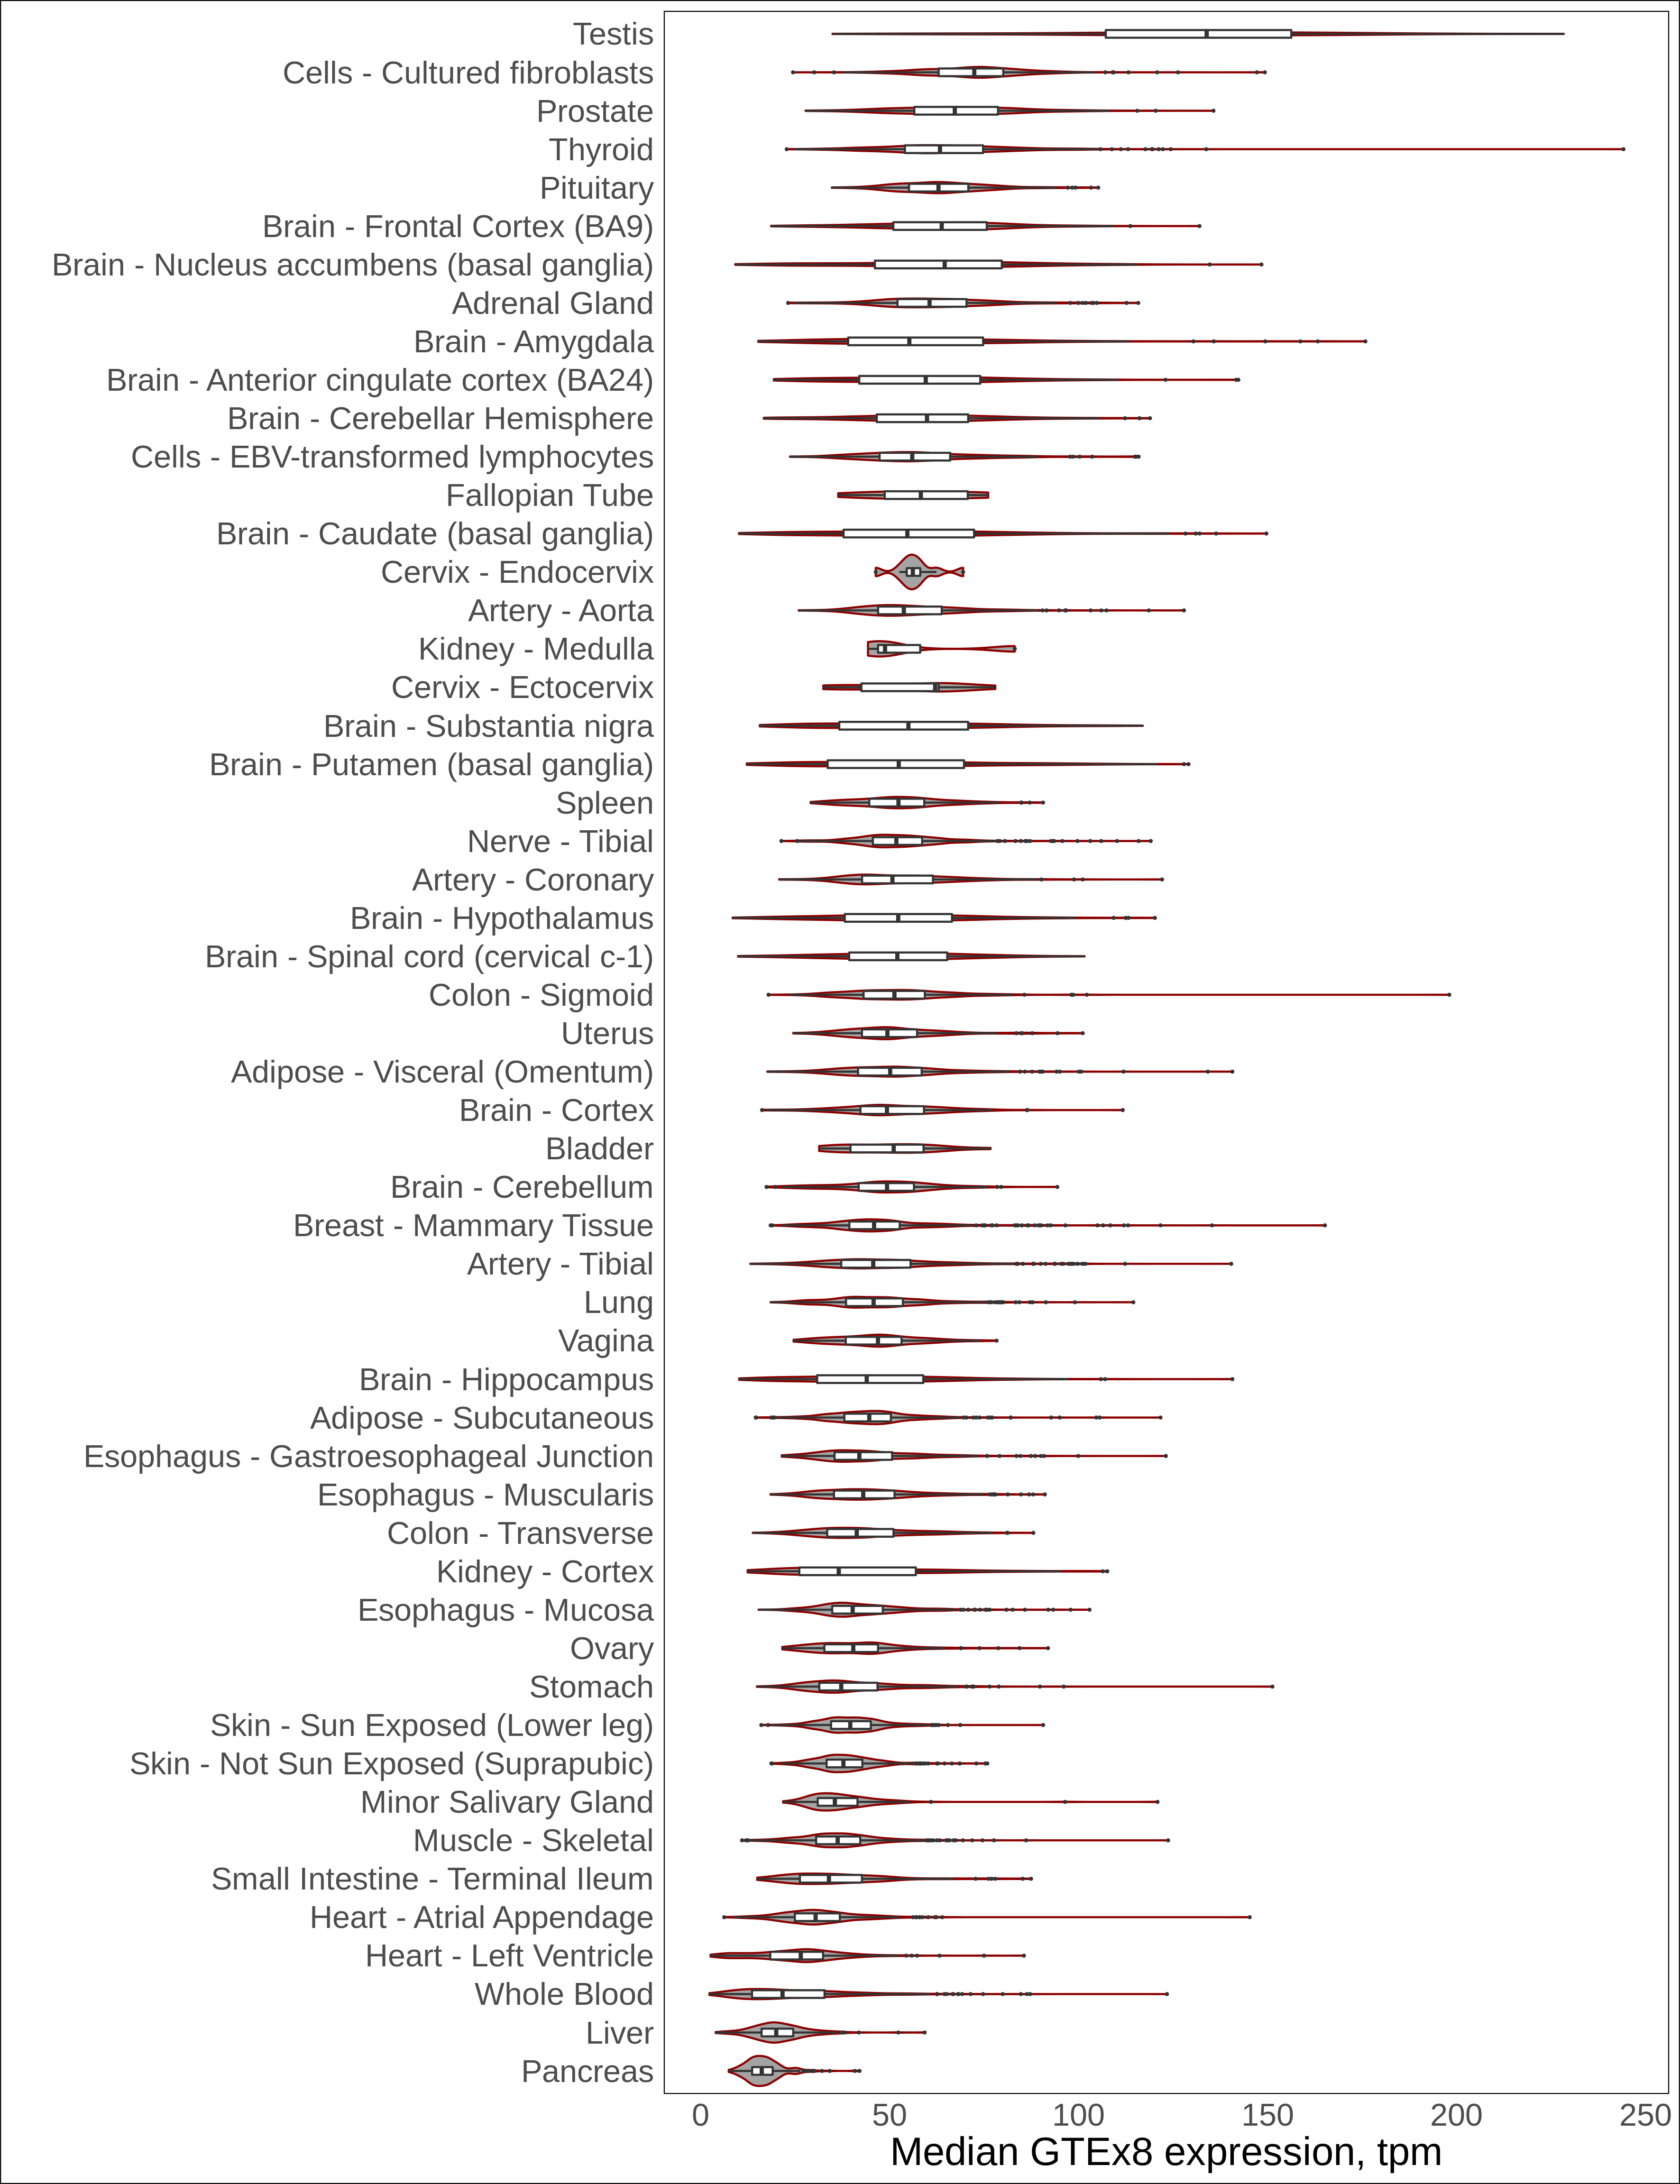 Testis
Cells - Cultured fibroblasts
Prostate
Thyroid
Pituitary
Brain - Frontal Cortex (BA9)
Brain - Nucleus accumbens (basal ganglia)
Adrenal Gland
Brain - Amygdala
Brain - Anterior cingulate cortex (BA24)
Brain - Cerebellar Hemisphere
Cells - EBV-transformed lymphocytes
Fallopian Tube
Brain - Caudate (basal ganglia)
Cervix - Endocervix
Artery - Aorta
Kidney - Medulla
Cervix - Ectocervix
Brain - Substantia nigra
Brain - Putamen (basal ganglia)
Spleen
Nerve - Tibial
Artery - Coronary
Brain - Hypothalamus
Brain - Spinal cord (cervical c-1)
Colon - Sigmoid
Uterus
Adipose - Visceral (Omentum)
Brain - Cortex
Bladder
Brain - Cerebellum
Breast - Mammary Tissue
Artery - Tibial
Lung
Vagina
Brain - Hippocampus
Adipose - Subcutaneous
Esophagus - Gastroesophageal Junction
Esophagus - Muscularis
Colon - Transverse
Kidney - Cortex
Esophagus - Mucosa
Ovary
Stomach
Skin - Sun Exposed (Lower leg)
Skin - Not Sun Exposed (Suprapubic)
Minor Salivary Gland
Muscle - Skeletal
Small Intestine - Terminal Ileum
Heart - Atrial Appendage
Heart - Left Ventricle
Whole Blood
Liver
Pancreas
0 50 100 150 200 250
Median GTEx8 expression, tpm